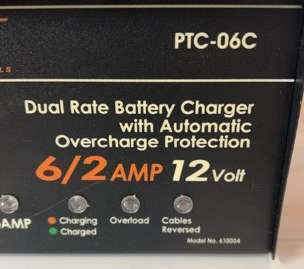 PTC-06C
LS
Dual Rate Battery Charger
with Automatic
Overcharge Protection
6/2 AMP 12 Volt
AMP
Charging
Charged
Overload
Cables
Reversed
Model No. 610004